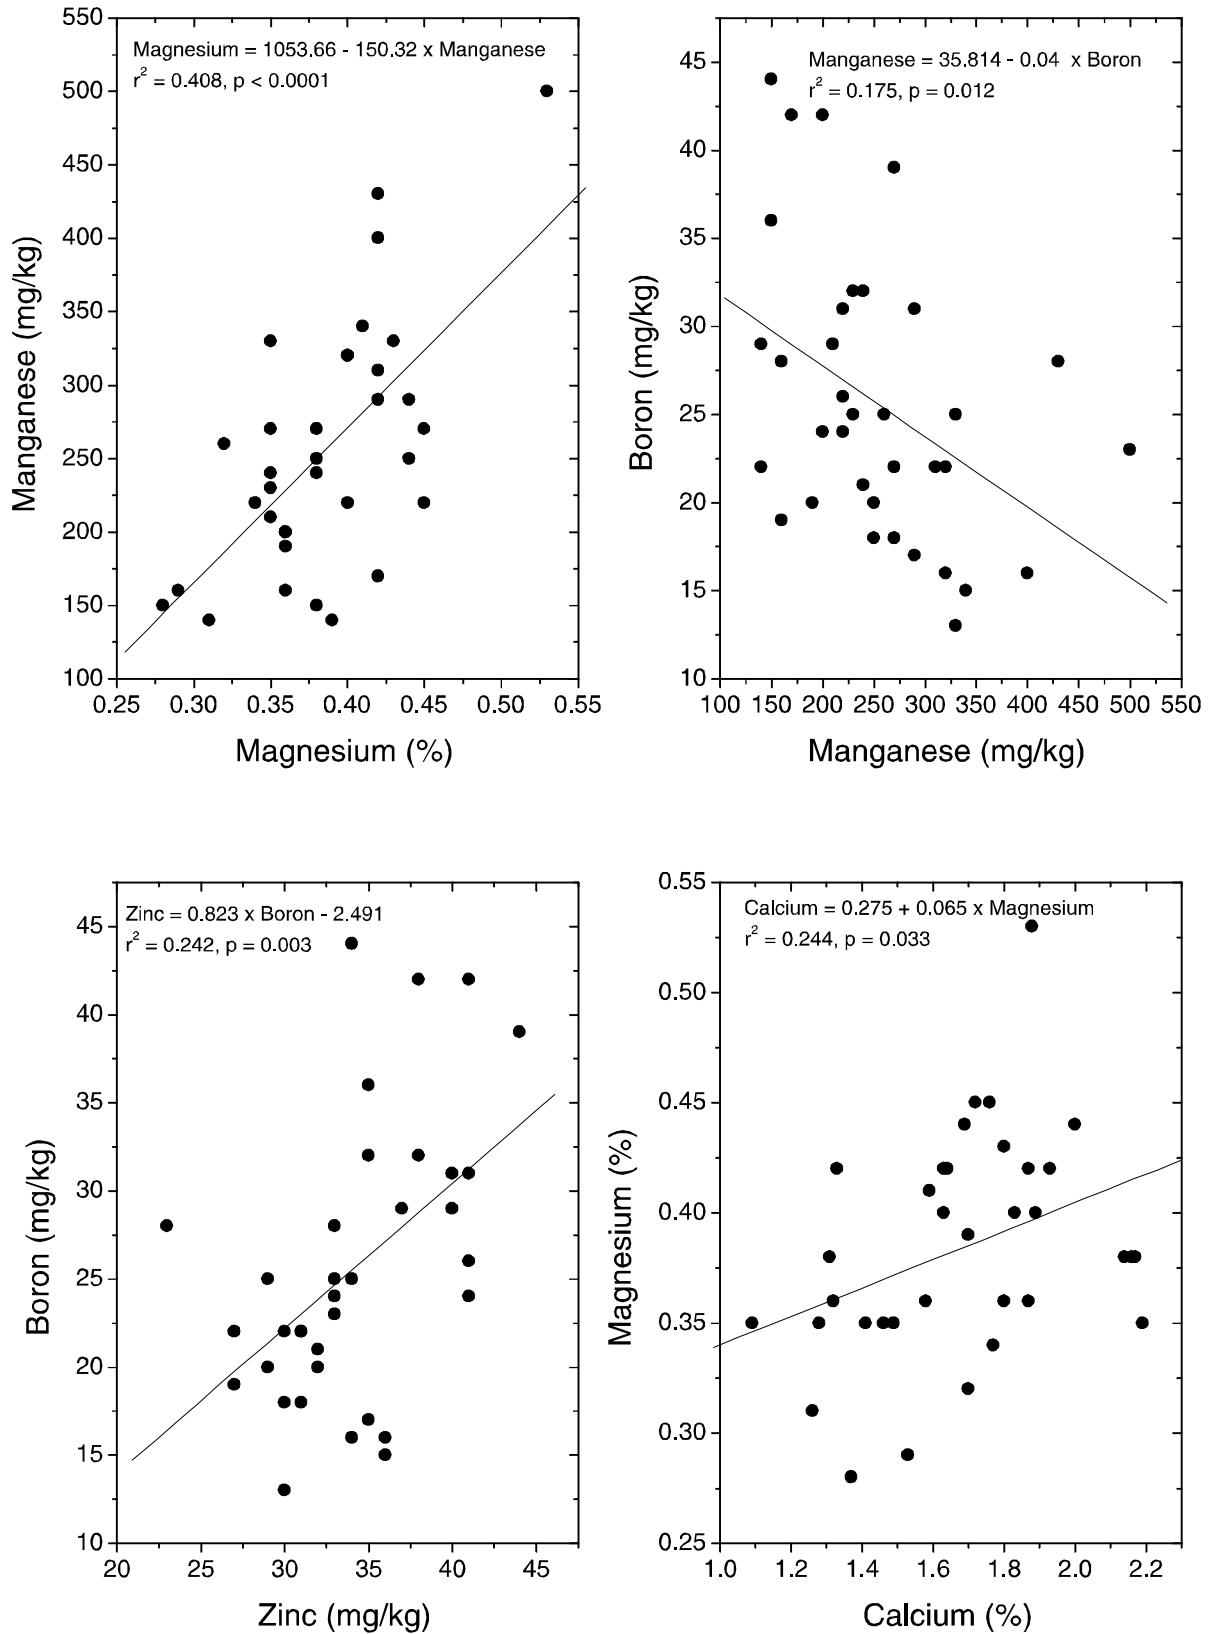 Magnesium = 1053.66 - 150.32 x Manganese
r² = 0.408, p < 0.0001
550
500
450
400
350
300
250
200
150
100
Manganese (mg/kg)
0.25 0.30 0.35 0.40 0.45 0.50 0.55
Magnesium (%)
Manganese = 35.814 - 0.04 x Boron
r² = 0.175, p = 0.012
45
40
35
30
25
20
15
10
Boron (mg/kg)
100 150 200 250 300 350 400 450 500 550
Manganese (mg/kg)
Zinc = 0.823 x Boron - 2.491
r² = 0.242, p = 0.003
45
40
35
30
25
20
15
10
Boron (mg/kg)
20 25 30 35 40 45
Zinc (mg/kg)
Calcium = 0.275 + 0.065 x Magnesium
r² = 0.244, p = 0.033
0.55
0.50
0.45
0.40
0.35
0.30
0.25
Magnesium (%)
1.0 1.2 1.4 1.6 1.8 2.0 2.2
Calcium (%)